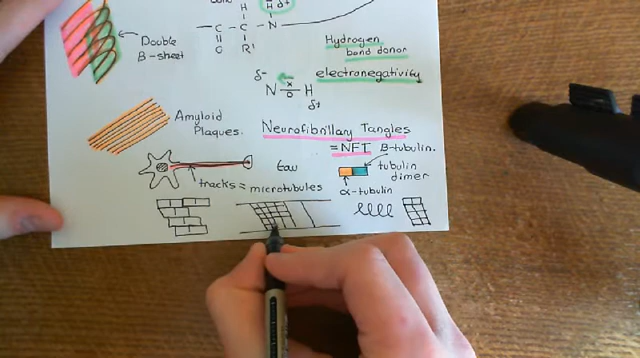 H
H δ+
— C — C — N
O R'
Double
B-sheet
Hydrogen
bond donor
electronegativity
δ-
N x o H
δ+
Amyloid
Plaques.
Neurofibrillary Tangles
= NFT
B-tubulin.
tau
tubulin
dimer
tracks = microtubules
α-tubulin